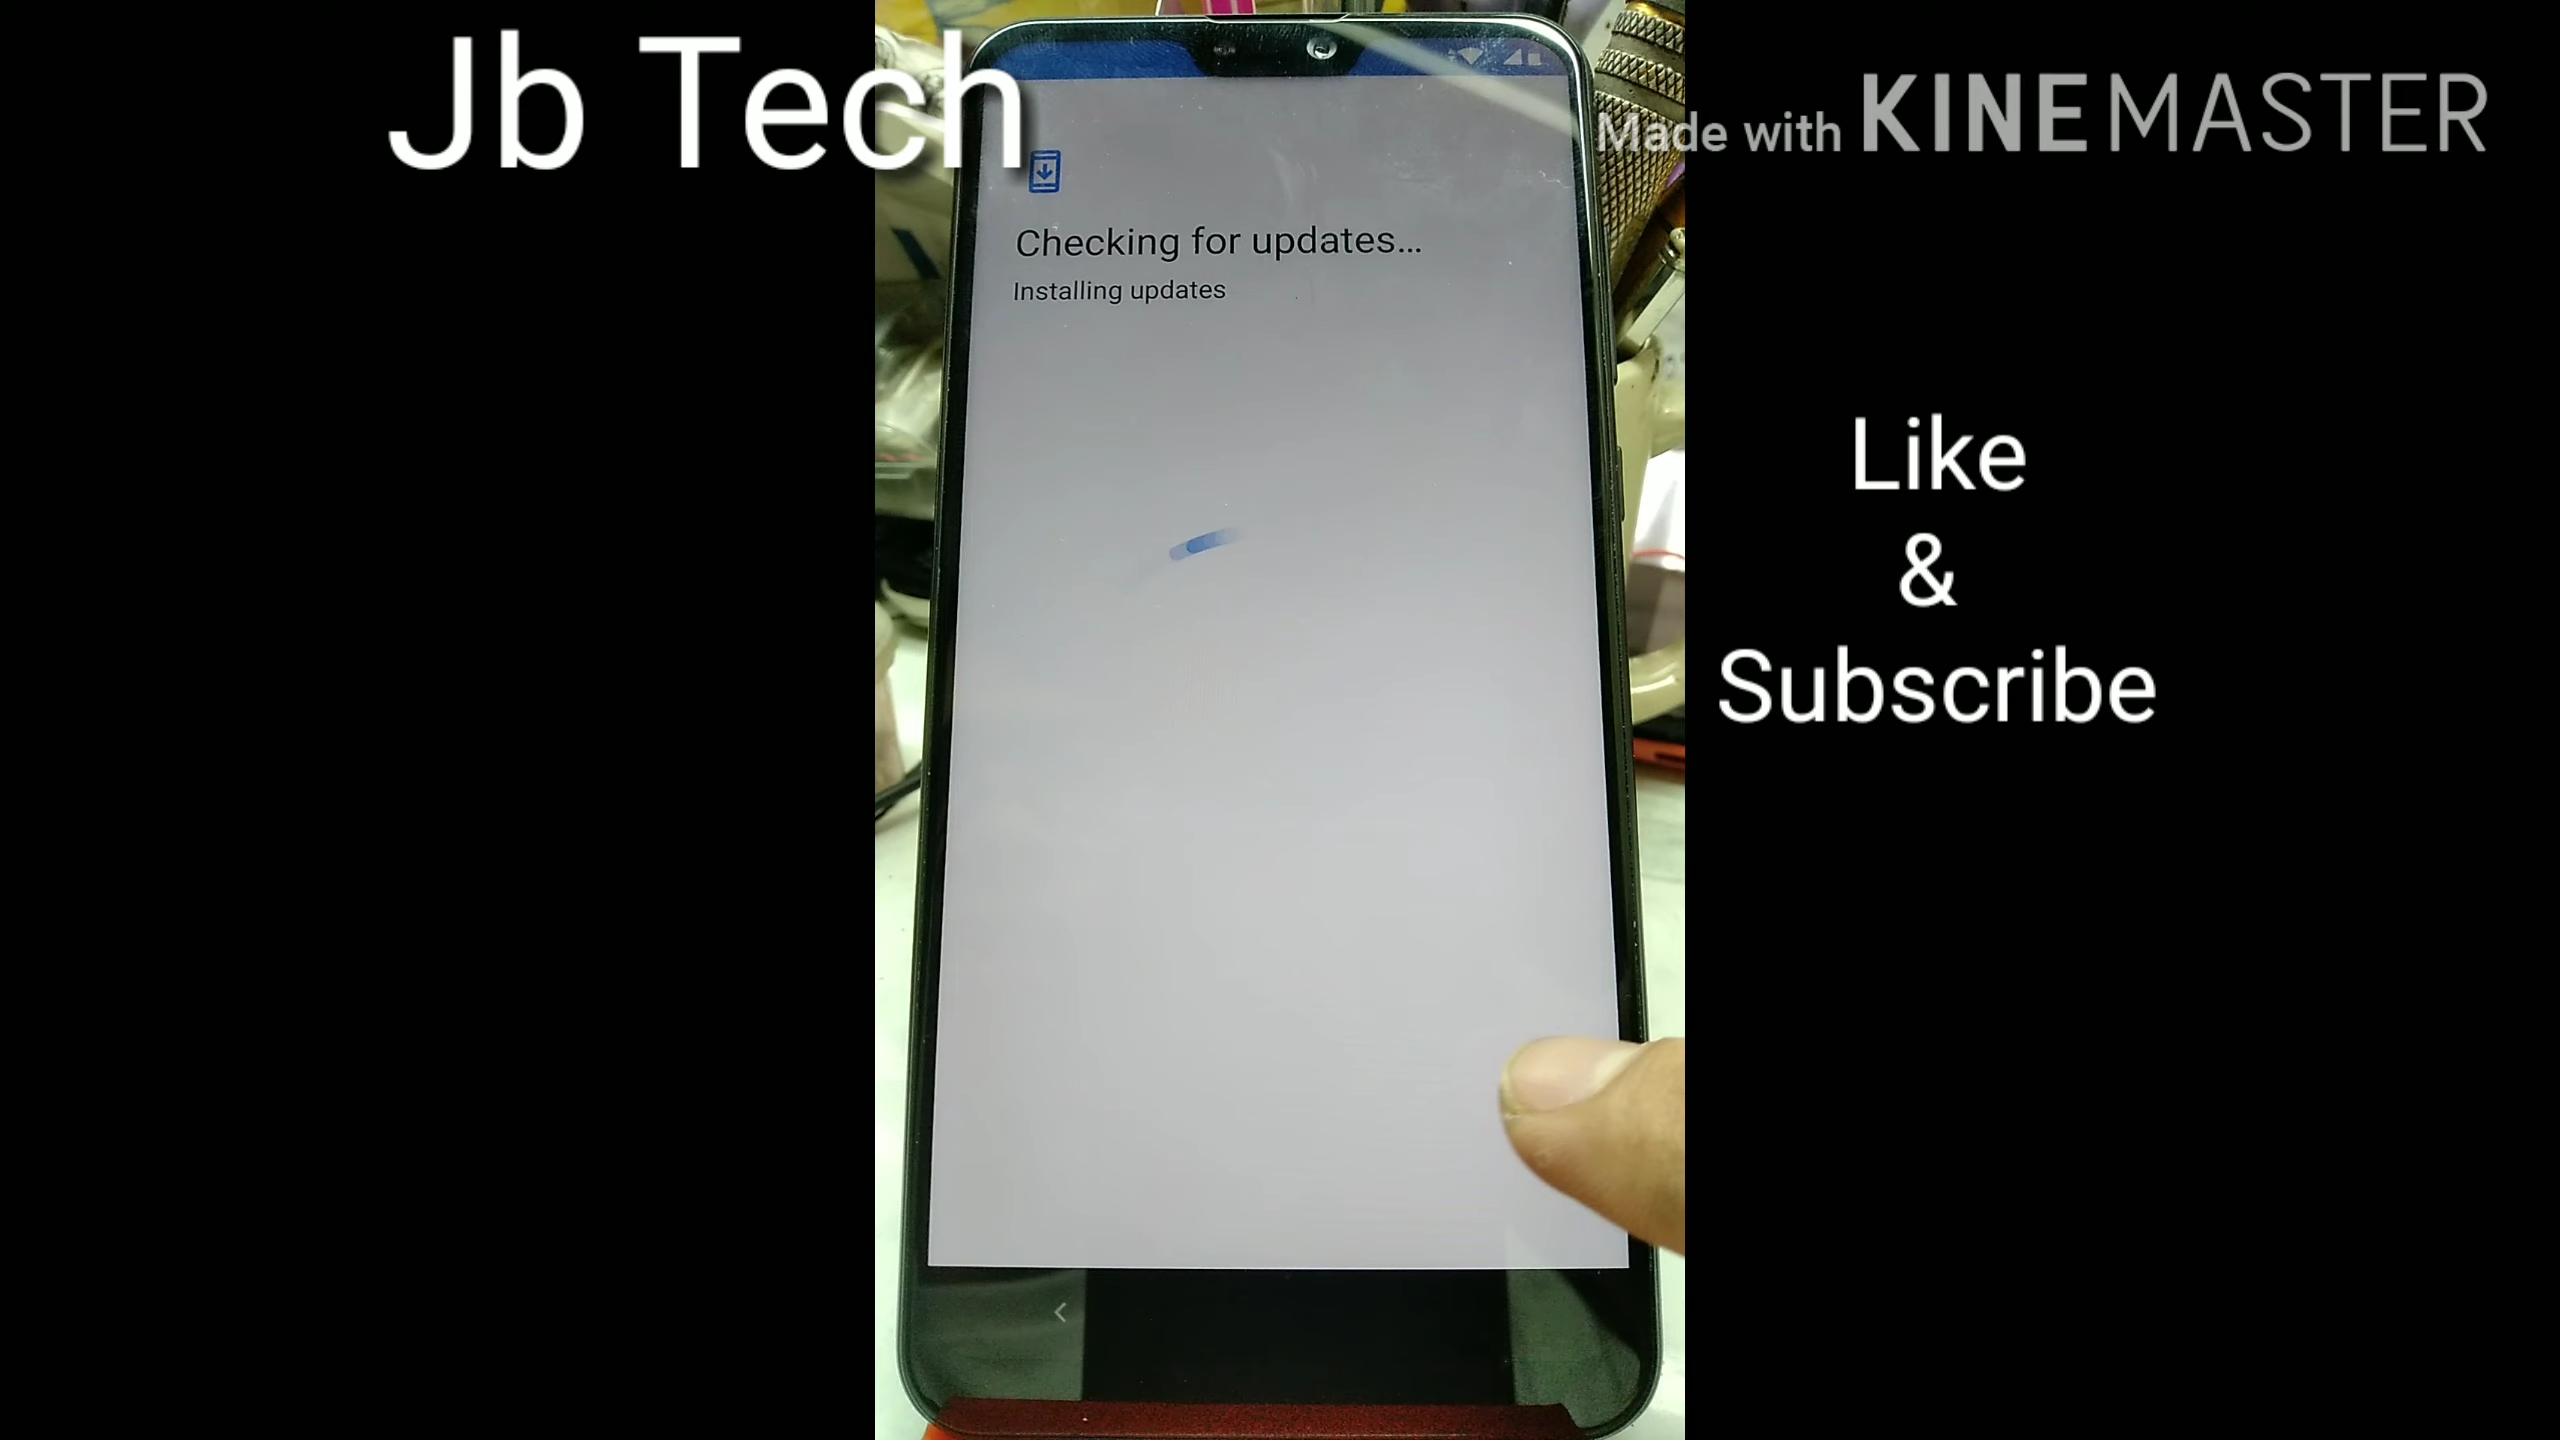 Jb Tech
Made with KINEMASTER
Checking for updates...
Installing updates
Like
&
Subscribe